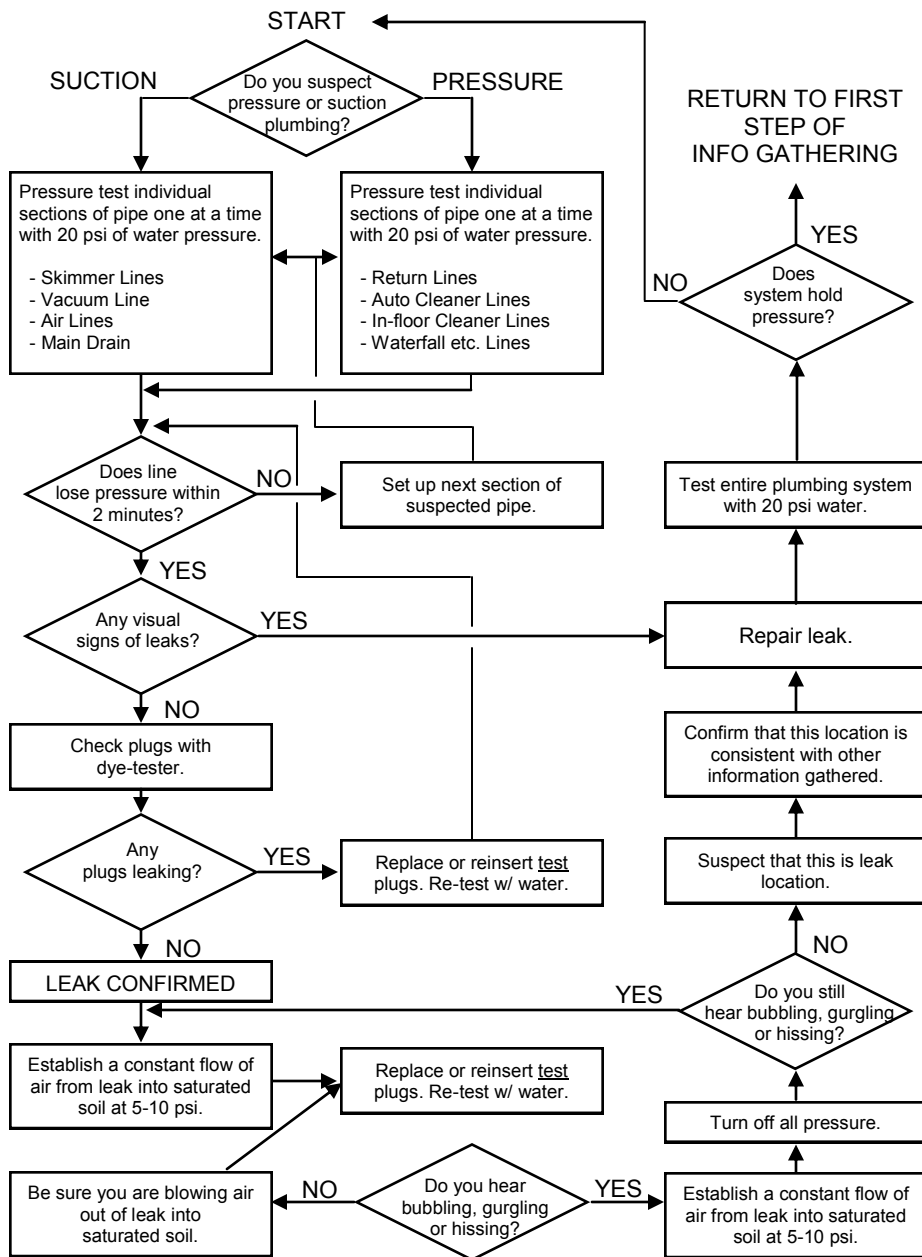 START
SUCTION
PRESSURE
Do you suspect
pressure or suction
plumbing?
RETURN TO FIRST
STEP OF
INFO GATHERING
Pressure test individual
sections of pipe one at a time
with 20 psi of water pressure.
- Skimmer Lines
- Vacuum Line
- Air Lines
- Main Drain
Pressure test individual
sections of pipe one at a time
with 20 psi of water pressure.
- Return Lines
- Auto Cleaner Lines
- In-floor Cleaner Lines
- Waterfall etc. Lines
YES
NO
Does
system hold
pressure?
Does line
lose pressure within
2 minutes?
NO
Set up next section of
suspected pipe.
Test entire plumbing system
with 20 psi water.
YES
Any visual
signs of leaks?
YES
Repair leak.
NO
Check plugs with
dye-tester.
Confirm that this location is
consistent with other
information gathered.
Any
plugs leaking?
YES
Replace or reinsert test
plugs. Re-test w/ water.
Suspect that this is leak
location.
NO
NO
LEAK CONFIRMED
YES
Do you still
hear bubbling, gurgling
or hissing?
Establish a constant flow of
air from leak into saturated
soil at 5-10 psi.
Replace or reinsert test
plugs. Re-test w/ water.
Turn off all pressure.
Be sure you are blowing air
out of leak into
saturated soil.
NO
Do you hear
bubbling, gurgling
or hissing?
YES
Establish a constant flow of
air from leak into saturated
soil at 5-10 psi.